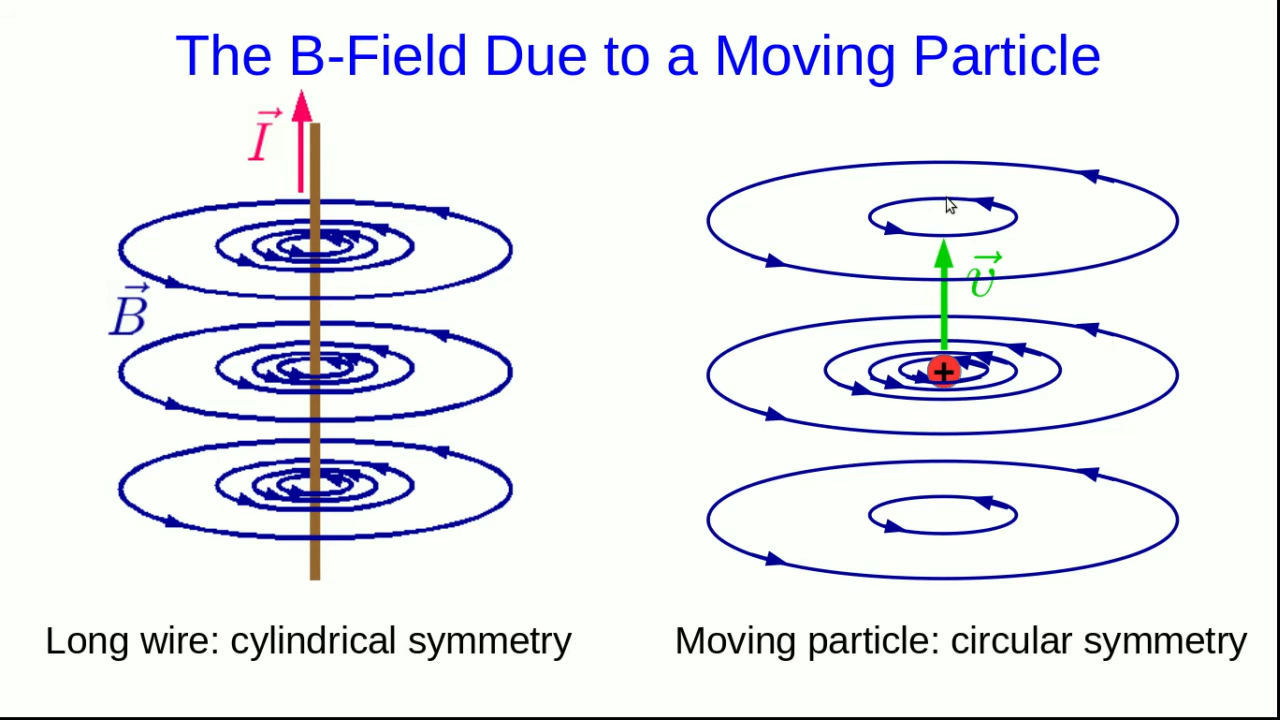 The B-Field Due to a Moving Particle
I⃗
B⃗
v⃗
+
Long wire: cylindrical symmetry
Moving particle: circular symmetry